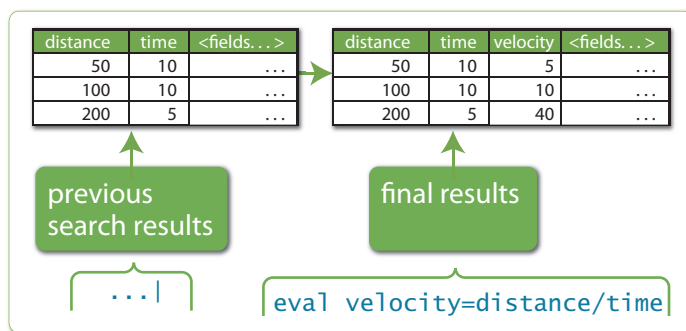 distance time <fields...> distance time velocity <fields...>
50 10 ... 50 10 5 ...
100 10 ... 100 10 10 ...
200 5 ... 200 5 40 ...
previous
search results
final results
...|
eval velocity=distance/time